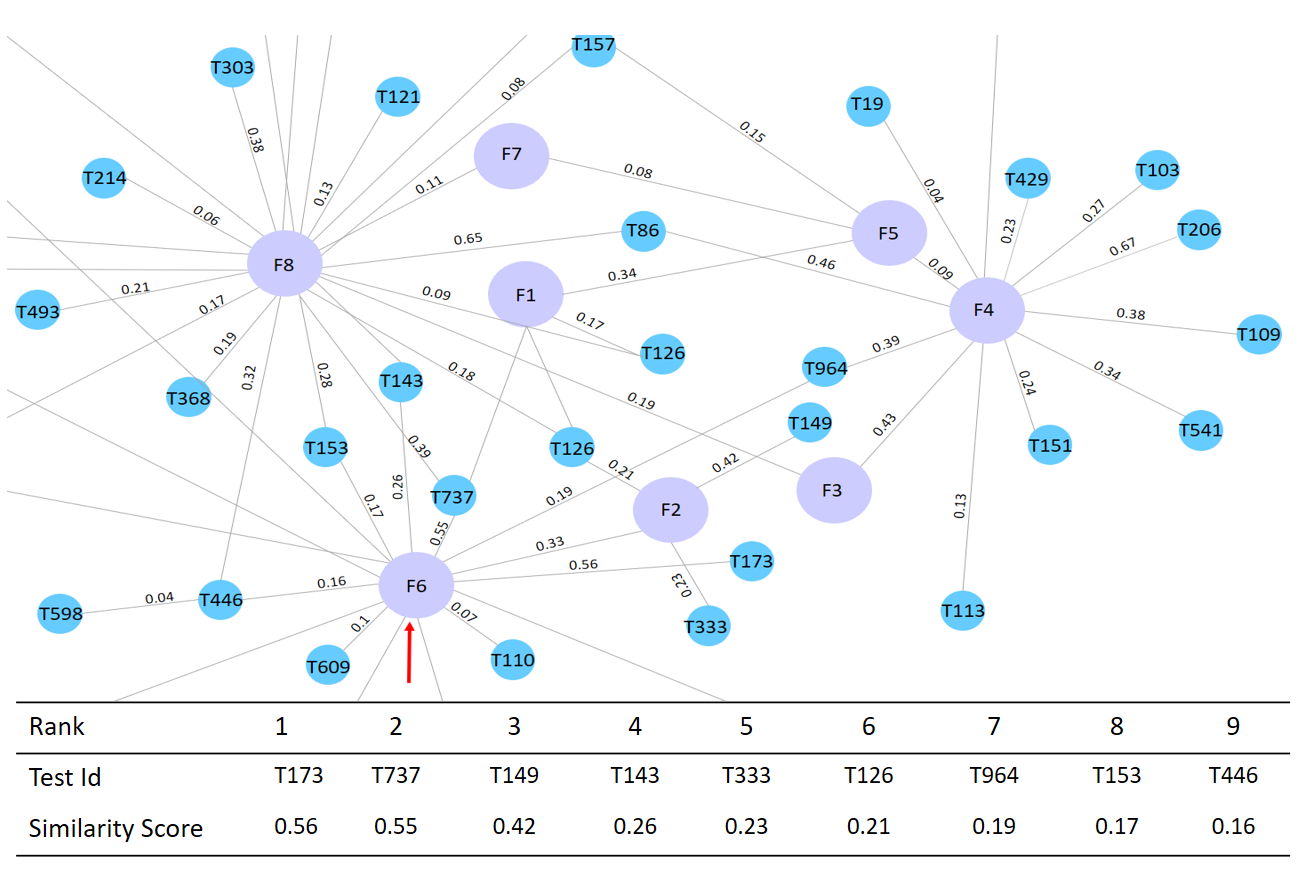 T157
T303
T121
0.08
T19
0.38
0.15
F7
T429
T103
T214
0.13
0.11
0.08
0.04
0.27
0.06
0.23
T86
F5
T206
0.65
0.67
F8
0.34
0.46
0.09
0.21
0.09
F1
T493
0.17
0.17
F4
0.38
T109
0.19
0.39
T126
T964
0.32
0.28
T143
0.18
0.34
0.24
T368
0.19
T149
0.43
T541
T153
0.39
T126
T151
0.21
0.42
0.26
F3
T737
0.19
0.17
F2
0.13
0.55
0.33
0.56
T173
0.16
F6
0.23
0.04
T446
T598
0.1
0.07
T333
T113
T609
T110
Rank 1 2 3 4 5 6 7 8 9
Test Id T173 T737 T149 T143 T333 T126 T964 T153 T446
Similarity Score 0.56 0.55 0.42 0.26 0.23 0.21 0.19 0.17 0.16